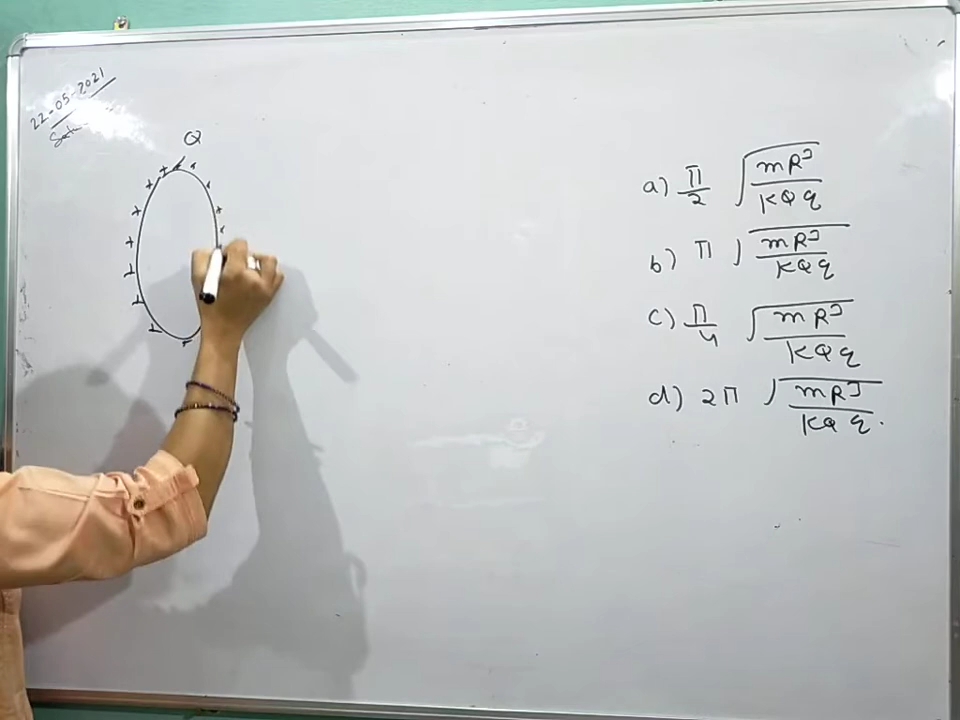 22-05-2021
Q
a) π/2 √(mR³/KQq)
b) π √(mR³/KQq)
c) π/4 √(mR³/KQq)
d) 2π √(mR³/KQq).